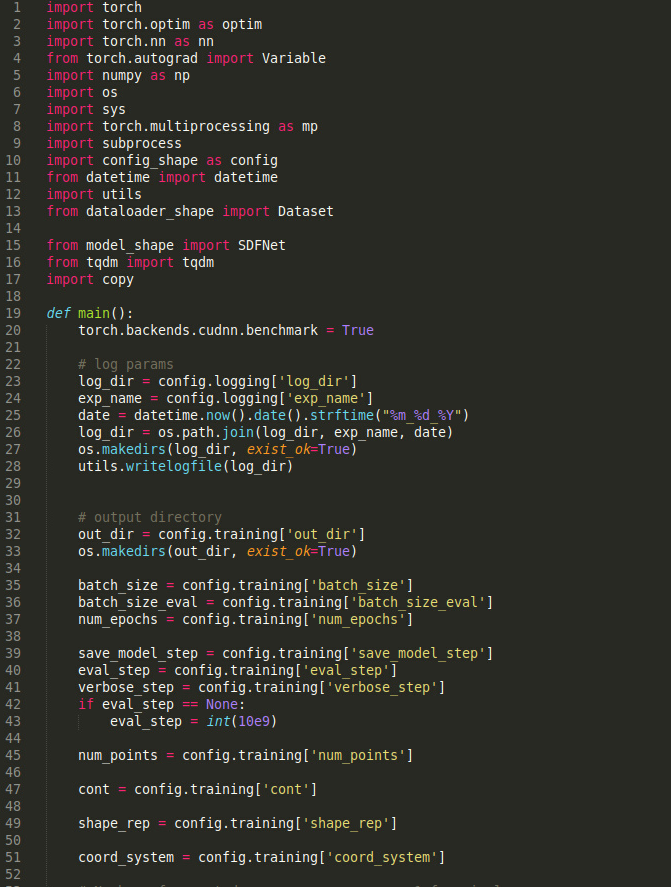 1 import torch
2 import torch.optim as optim
3 import torch.nn as nn
4 from torch.autograd import Variable
5 import numpy as np
6 import os
7 import sys
8 import torch.multiprocessing as mp
9 import subprocess
10 import config_shape as config
11 from datetime import datetime
12 import utils
13 from dataloader_shape import Dataset
14
15 from model_shape import SDFNet
16 from tqdm import tqdm
17 import copy
18
19 def main():
20     torch.backends.cudnn.benchmark = True
21
22     # log params
23     log_dir = config.logging['log_dir']
24     exp_name = config.logging['exp_name']
25     date = datetime.now().date().strftime("%m_%d_%Y")
26     log_dir = os.path.join(log_dir, exp_name, date)
27     os.makedirs(log_dir, exist_ok=True)
28     utils.writelogfile(log_dir)
29
30
31     # output directory
32     out_dir = config.training['out_dir']
33     os.makedirs(out_dir, exist_ok=True)
34
35     batch_size = config.training['batch_size']
36     batch_size_eval = config.training['batch_size_eval']
37     num_epochs = config.training['num_epochs']
38
39     save_model_step = config.training['save_model_step']
40     eval_step = config.training['eval_step']
41     verbose_step = config.training['verbose_step']
42     if eval_step == None:
43         eval_step = int(10e9)
44
45     num_points = config.training['num_points']
46
47     cont = config.training['cont']
48
49     shape_rep = config.training['shape_rep']
50
51     coord_system = config.training['coord_system']
52